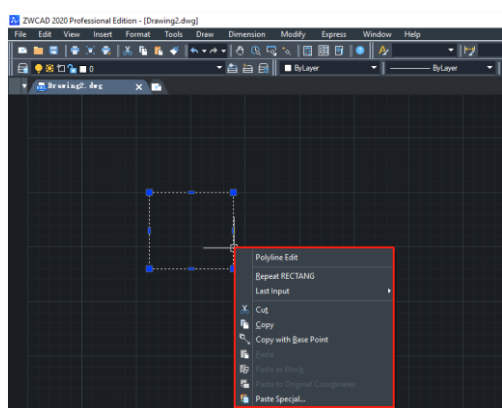 ZWCAD 2020 Professional Edition - [Drawing2.dwg]
File Edit View Insert Format Tools Draw Dimension Modify Express Window Help
0 ByLayer ByLayer
Drawing2.dwg
Polyline Edit
Repeat RECTANG
Last Input
Cut
Copy
Copy with Base Point
Paste
Paste as Block
Paste to Original Coordinates
Paste Special...